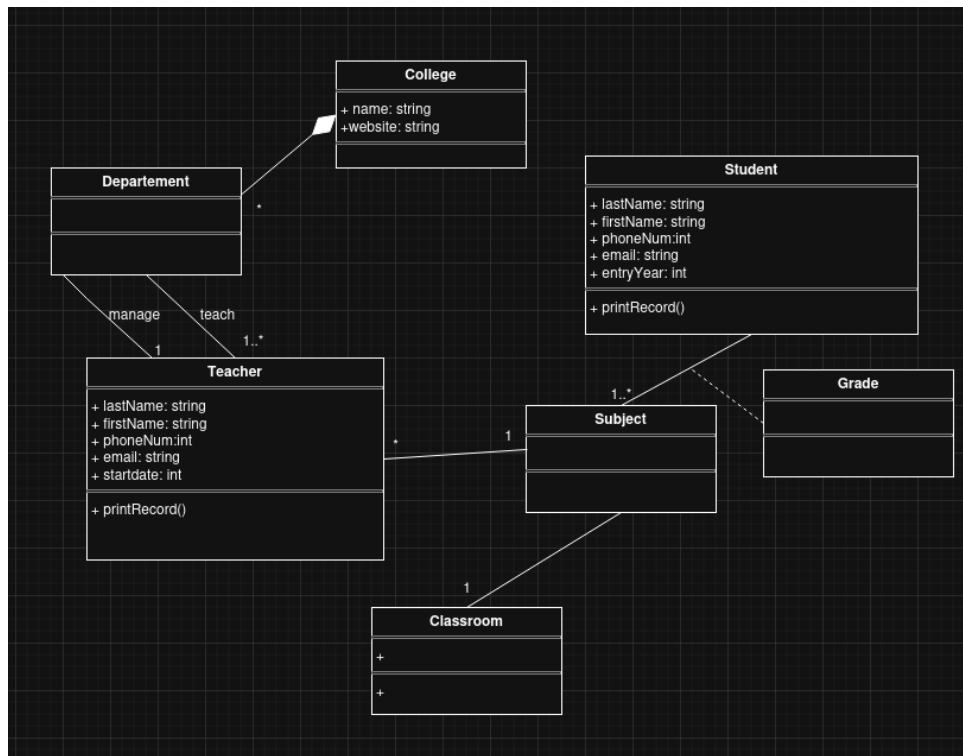 College
+ name: string
+website: string
Departement
*
Student
+ lastName: string
+ firstName: string
+ phoneNum:int
+ email: string
+ entryYear: int
+ printRecord()
manage
teach
1
1..*
Teacher
+ lastName: string
+ firstName: string
+ phoneNum:int
+ email: string
+ startdate: int
+ printRecord()
*
1
1..*
Subject
Grade
1
Classroom
+
+